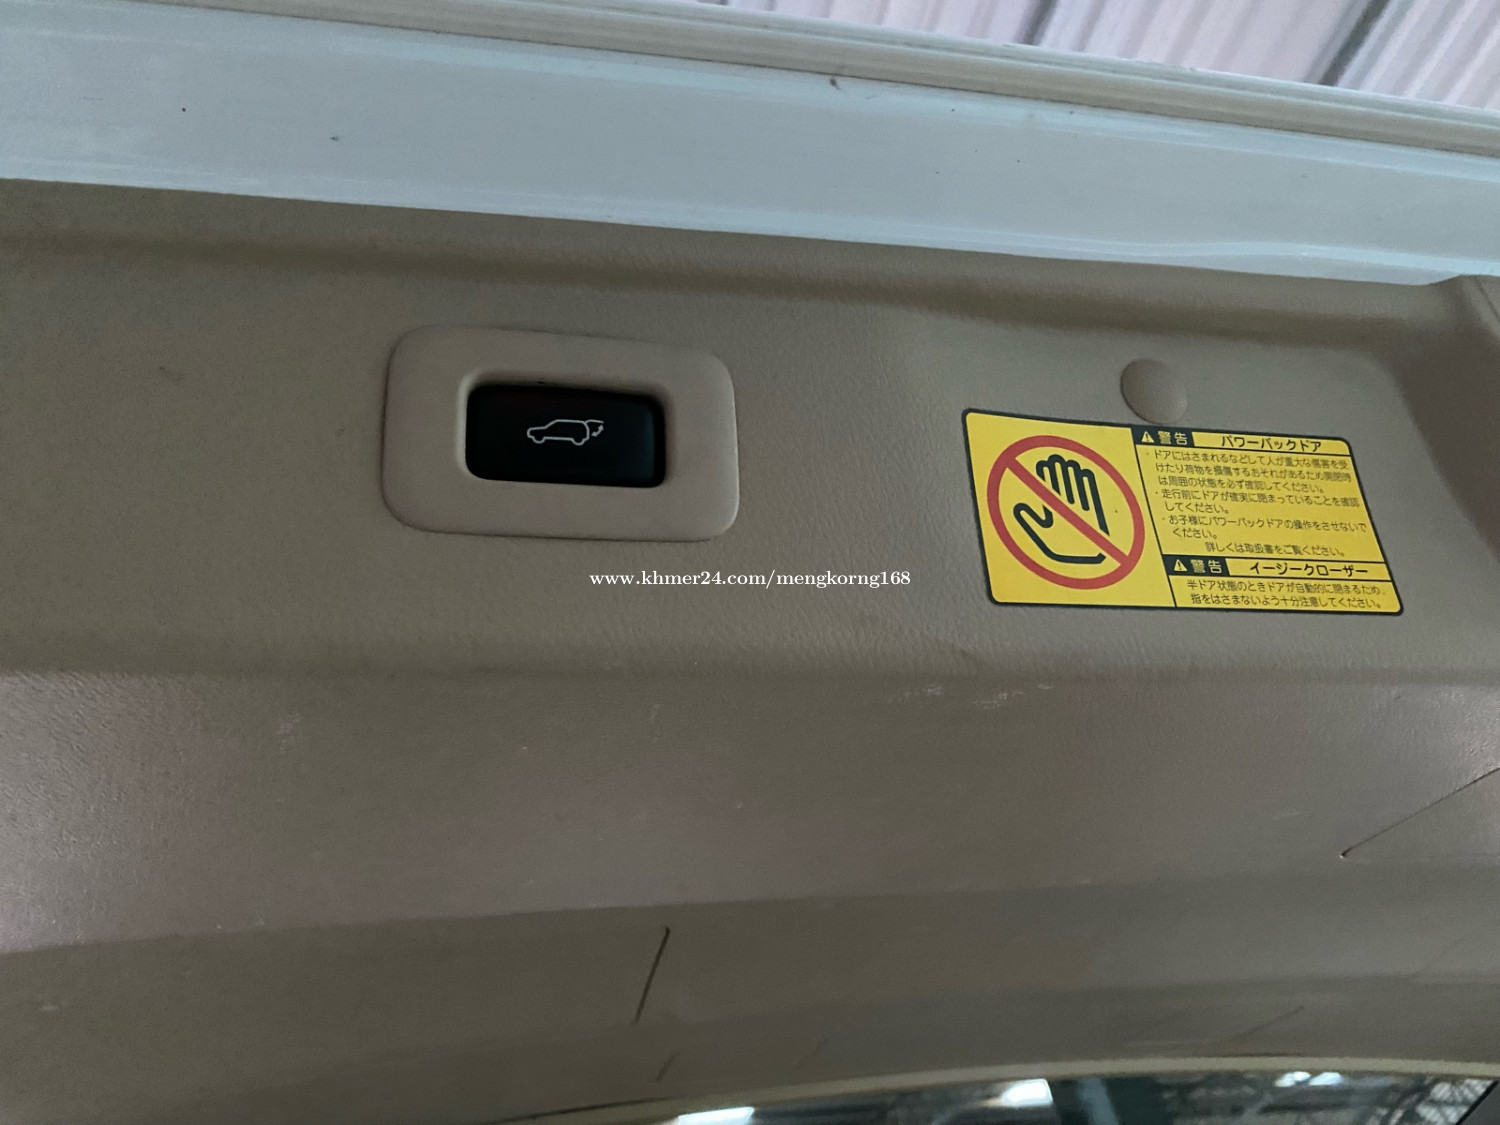 警告 パワーバックドア
・ドアにはさまれるなどして人が重大な傷害を受
けたり荷物を損傷するおそれがあるため開閉時
は周囲の状態を必ず確認してください。
・走行前にドアが確実に閉まっていることを確認
してください。
・お子様にパワーバックドアの操作をさせないで
ください。
詳しくは取扱書をご覧ください。
警告 イージークローザー
半ドア状態のときドアが自動的に閉まるため、
指をはさまないよう十分注意してください。
www.khmer24.com/mengkorng168